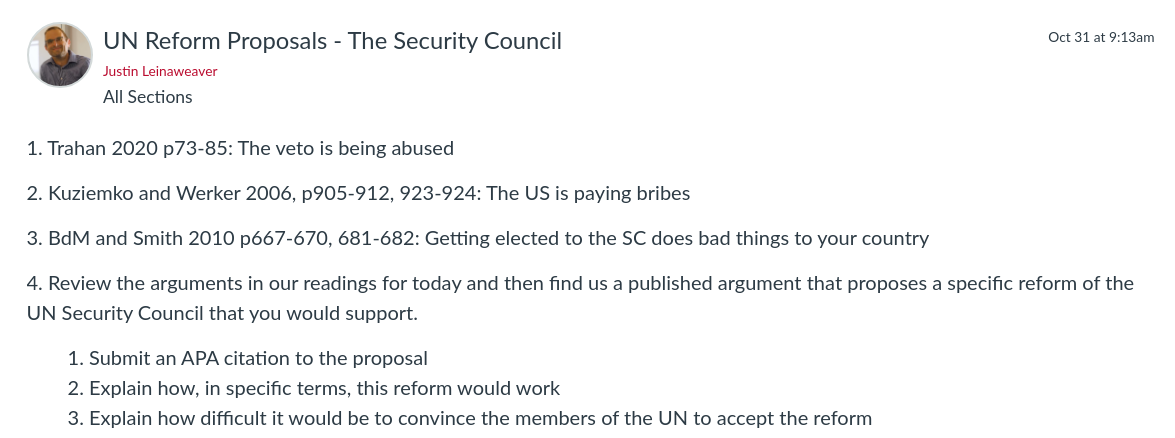 UN Reform Proposals - The Security Council
Oct 31 at 9:13am
Justin Leinaweaver
All Sections
1. Trahan 2020 p73-85: The veto is being abused
2. Kuziemko and Werker 2006, p905-912, 923-924: The US is paying bribes
3. BdM and Smith 2010 p667-670, 681-682: Getting elected to the SC does bad things to your country
4. Review the arguments in our readings for today and then find us a published argument that proposes a specific reform of the
UN Security Council that you would support.
1. Submit an APA citation to the proposal
2. Explain how, in specific terms, this reform would work
3. Explain how difficult it would be to convince the members of the UN to accept the reform